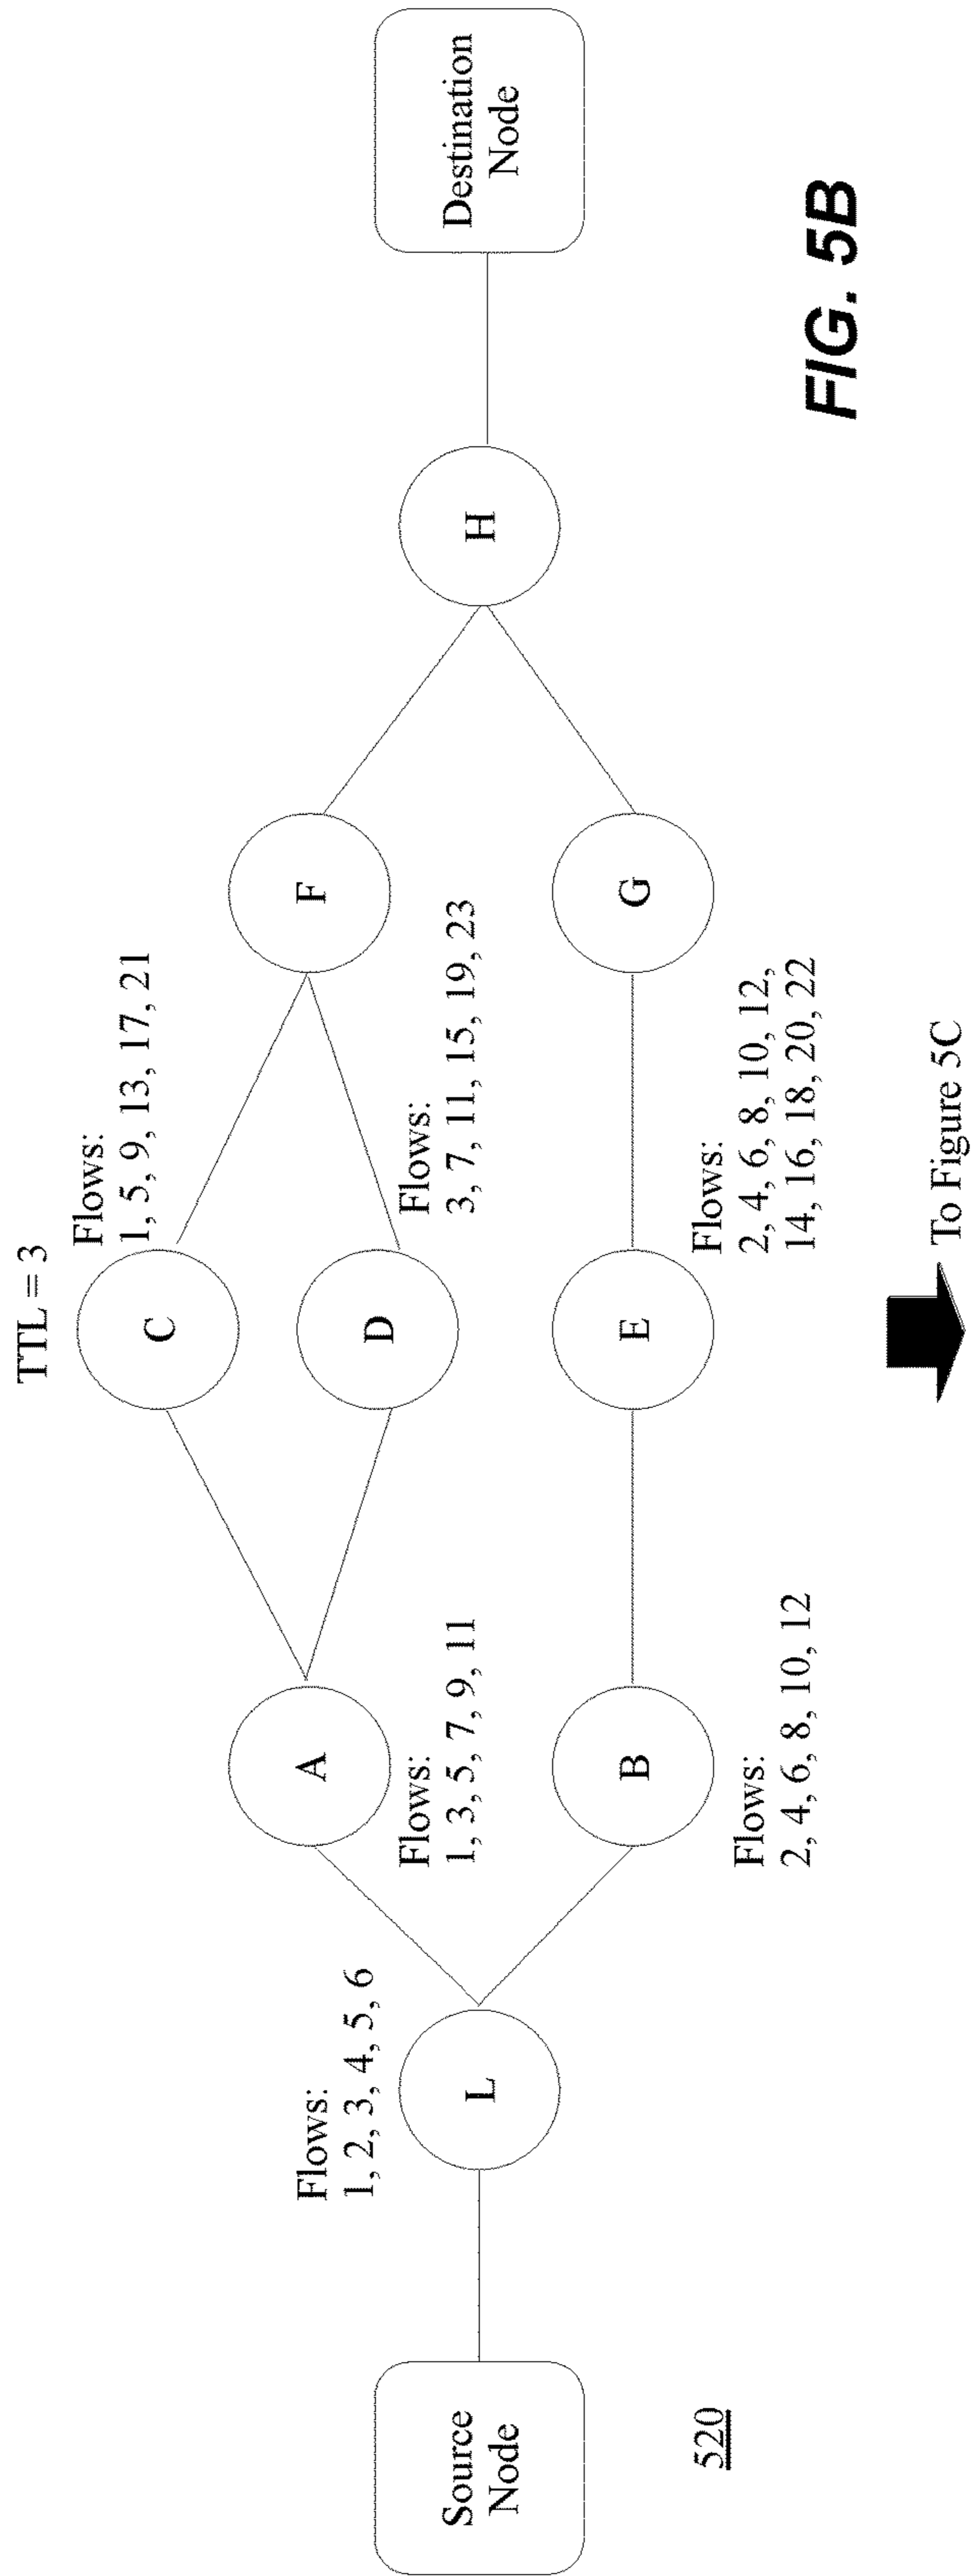 TTL = 3
Flows:
1, 5, 9, 13, 17, 21
C
Flows:
1, 2, 3, 4, 5, 6
A
F
D
Flows:
1, 3, 5, 7, 9, 11
Flows:
3, 7, 11, 15, 19, 23
Source
Node
L
H
Destination
Node
B
E
G
Flows:
2, 4, 6, 8, 10, 12
Flows:
2, 4, 6, 8, 10, 12,
14, 16, 18, 20, 22
520
FIG. 5B
To Figure 5C